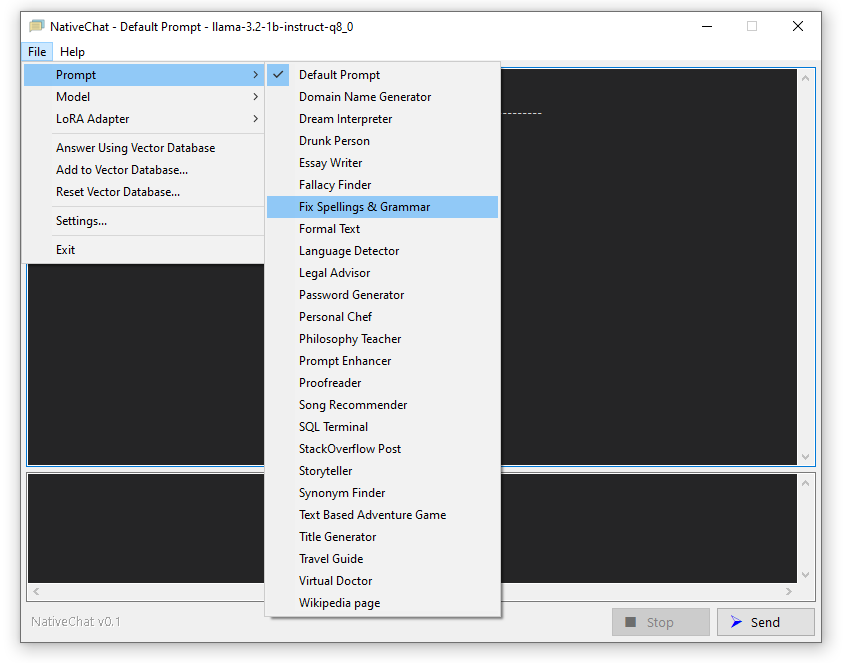 NativeChat - Default Prompt - llama-3.2-1b-instruct-q8_0
File Help
Prompt
Model
LoRA Adapter
Answer Using Vector Database
Add to Vector Database...
Reset Vector Database...
Settings...
Exit
Default Prompt
Domain Name Generator
Dream Interpreter
Drunk Person
Essay Writer
Fallacy Finder
Fix Spellings & Grammar
Formal Text
Language Detector
Legal Advisor
Password Generator
Personal Chef
Philosophy Teacher
Prompt Enhancer
Proofreader
Song Recommender
SQL Terminal
StackOverflow Post
Storyteller
Synonym Finder
Text Based Adventure Game
Title Generator
Travel Guide
Virtual Doctor
Wikipedia page
--------
NativeChat v0.1
Stop
Send